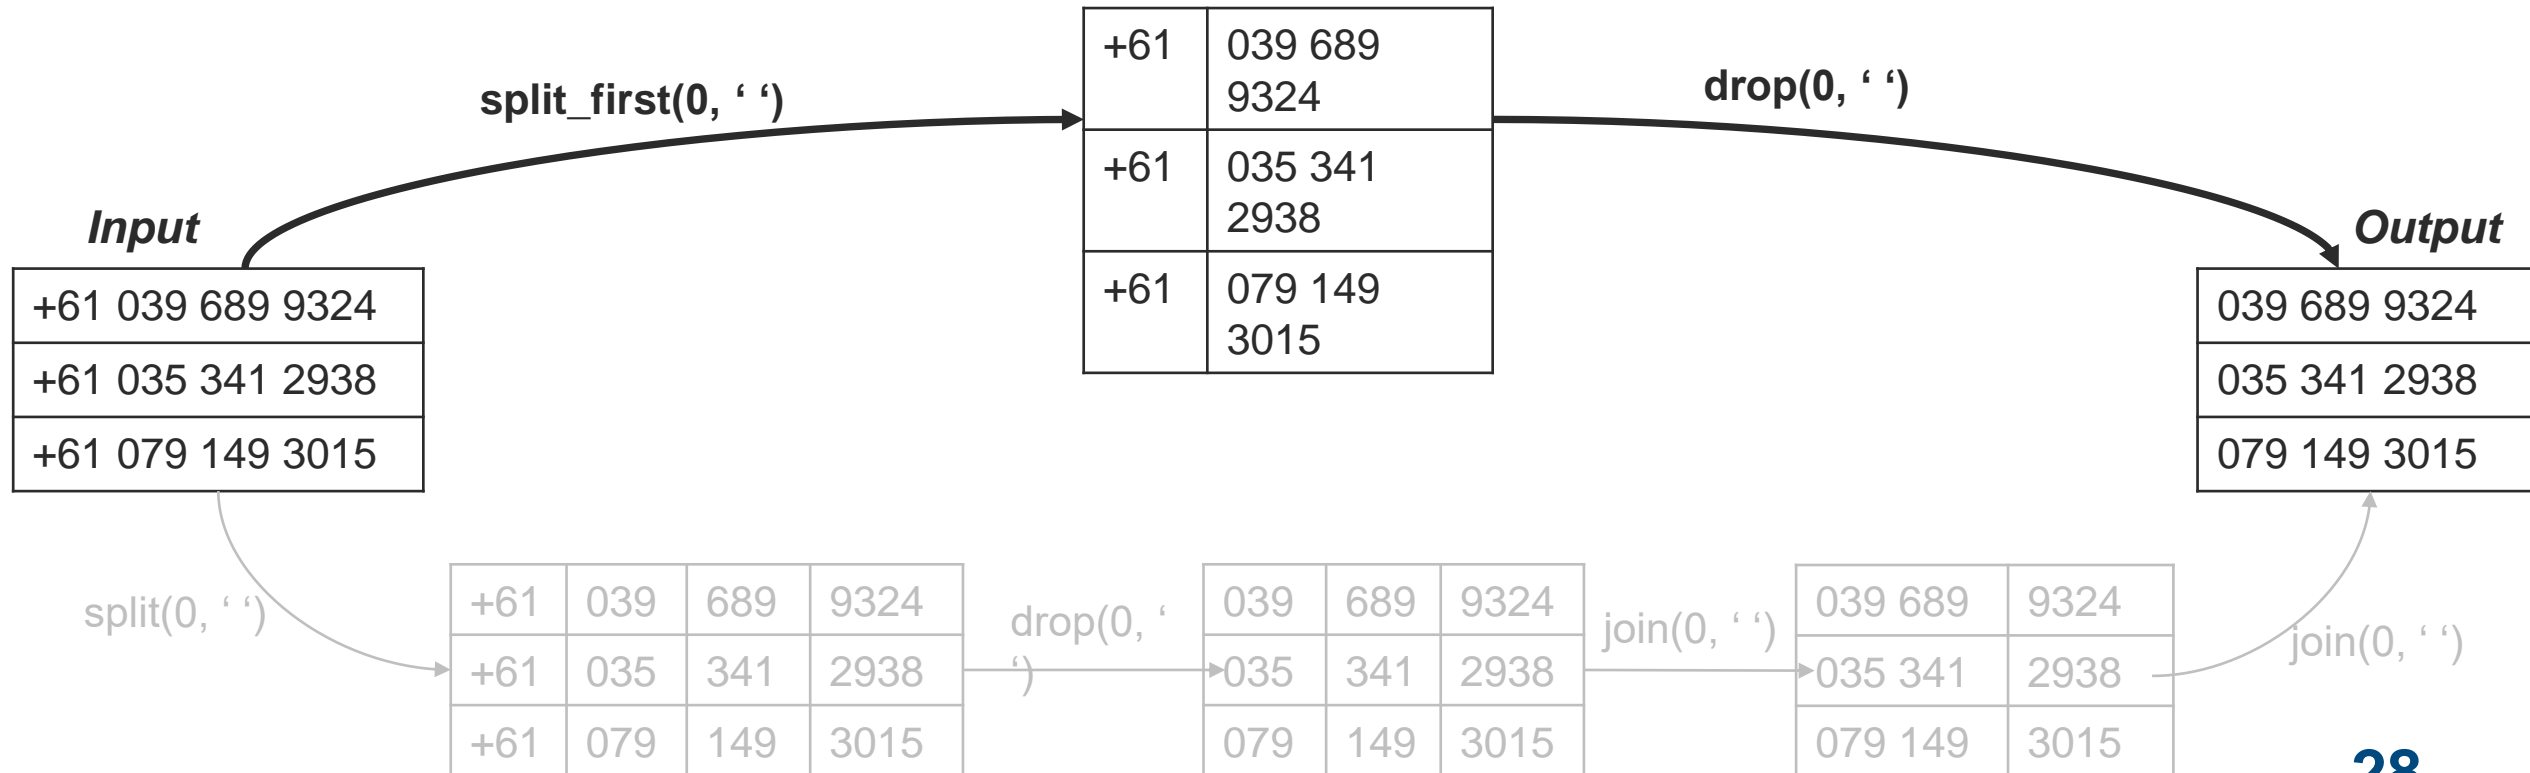 split_first(0, ‘ ‘)
+61 039 689
9324
+61 035 341
2938
+61 079 149
3015
drop(0, ‘ ‘)
Input
+61 039 689 9324
+61 035 341 2938
+61 079 149 3015
Output
039 689 9324
035 341 2938
079 149 3015
split(0, ‘ ‘)
+61 039 689 9324
+61 035 341 2938
+61 079 149 3015
drop(0, ‘
‘)
039 689 9324
035 341 2938
079 149 3015
join(0, ‘ ‘)
039 689 9324
035 341 2938
079 149 3015
join(0, ‘ ‘)
28